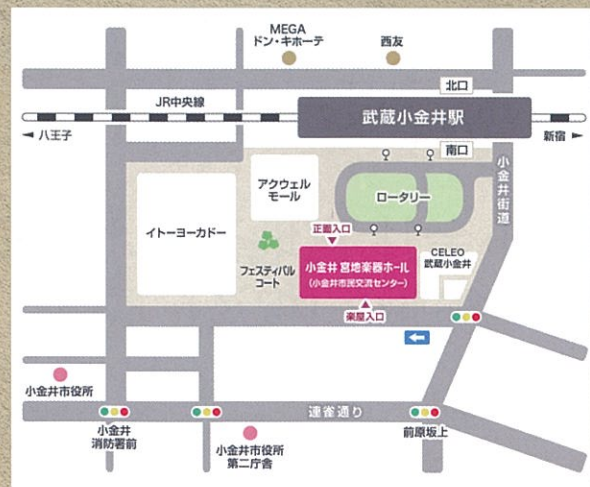 MEGA
ドン・キホーテ
西友
北口
JR中央線
武蔵小金井駅
八王子
新宿
南口
小金井街道
アクウェル
モール
ロータリー
イトーヨーカドー
正面入口
CELEO
武蔵小金井
フェスティバル
コート
小金井 宮地楽器ホール
(小金井市民交流センター)
楽屋入口
小金井市役所
小金井
消防署前
連雀通り
前原坂上
小金井市役所
第二庁舎